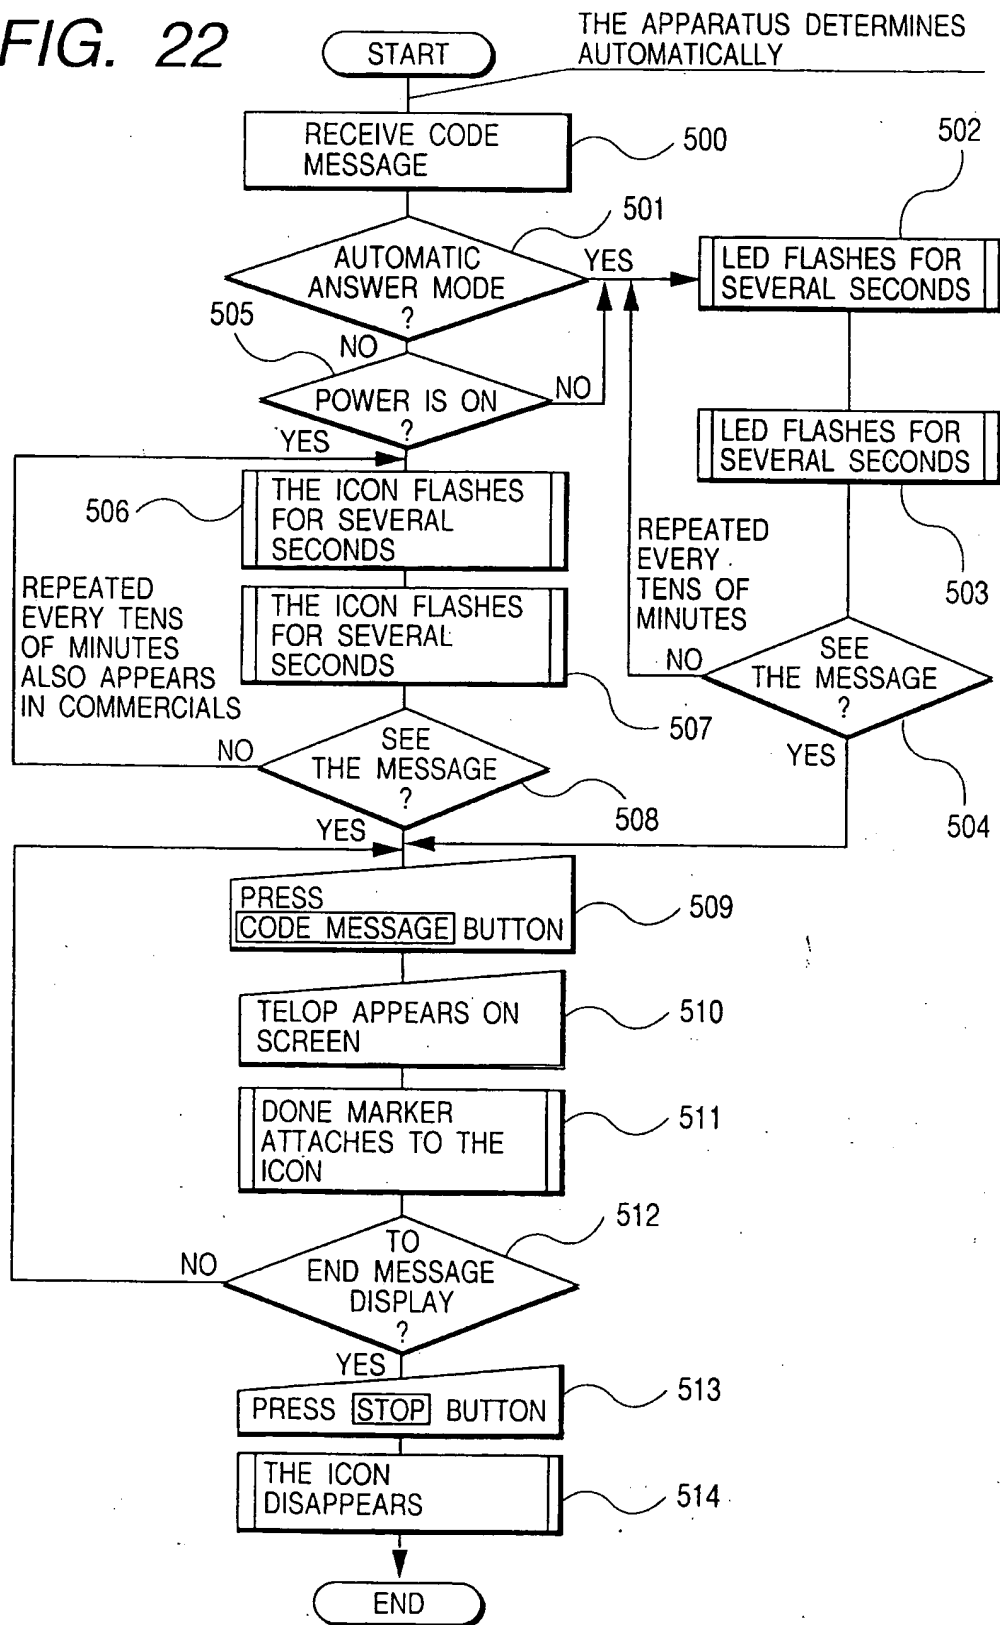 FIG. 22
START
THE APPARATUS DETERMINES
AUTOMATICALLY
RECEIVE CODE
MESSAGE
500
501
502
AUTOMATIC
ANSWER MODE
?
YES
LED FLASHES FOR
SEVERAL SECONDS
505
NO
POWER IS ON
?
NO
YES
LED FLASHES FOR
SEVERAL SECONDS
503
506
THE ICON FLASHES
FOR SEVERAL
SECONDS
REPEATED
EVERY
TENS OF
MINUTES
REPEATED
EVERY TENS
OF MINUTES
ALSO APPEARS
IN COMMERCIALS
THE ICON FLASHES
FOR SEVERAL
SECONDS
507
NO
SEE
THE MESSAGE
?
YES
504
NO
SEE
THE MESSAGE
?
508
YES
PRESS
CODE MESSAGE BUTTON
509
TELOP APPEARS ON
SCREEN
510
DONE MARKER
ATTACHES TO THE
ICON
511
512
NO
TO
END MESSAGE
DISPLAY
?
YES
PRESS STOP BUTTON
513
THE ICON
DISAPPEARS
514
END